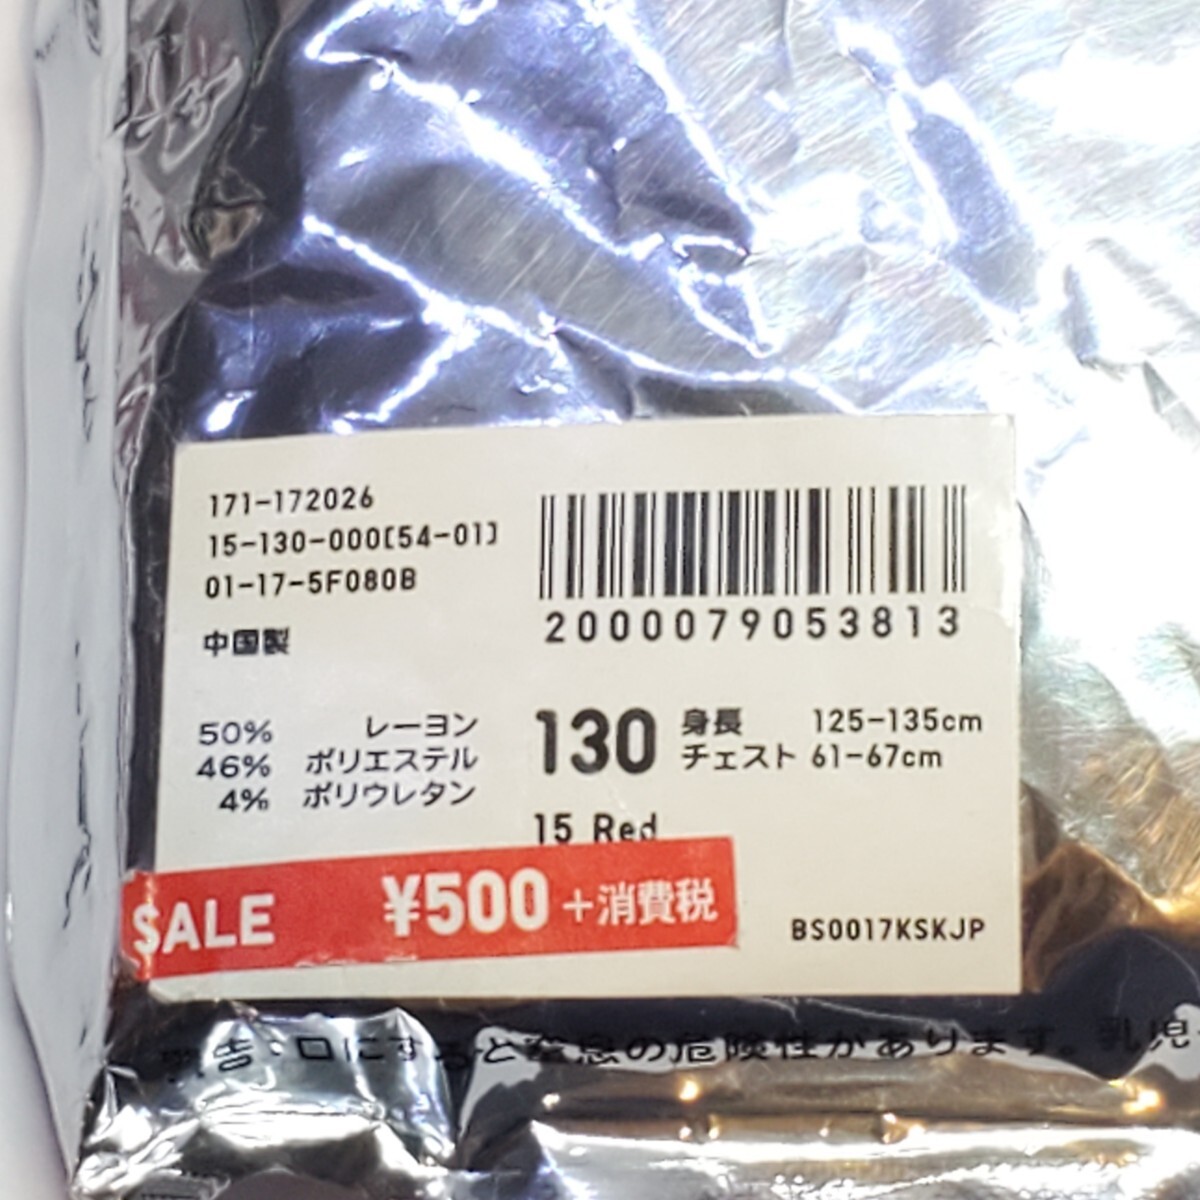 171-172026
15-130-000[54-01]
01-17-5F080B
中国製
2000079053813
50% レーヨン
46% ポリエステル
4% ポリウレタン
130 身長 125-135cm
チェスト 61-67cm
15 Red
SALE ¥500+消費税
BS0017KSKJP
警告:口にすると窒息の危険性があります。乳児